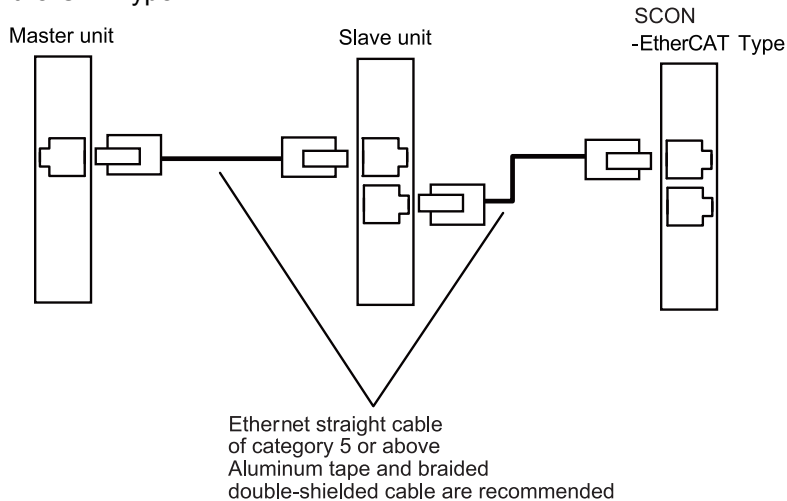 Master unit
Slave unit
SCON
-EtherCAT Type
Ethernet straight cable
of category 5 or above
Aluminum tape and braided
double-shielded cable are recommended